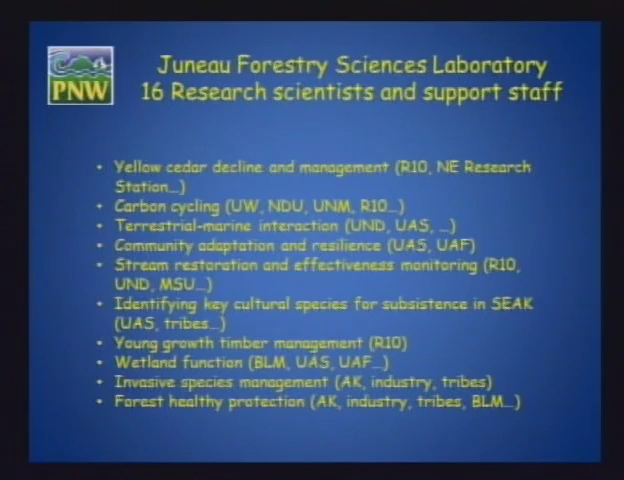 PNW
Juneau Forestry Sciences Laboratory
16 Research scientists and support staff
• Yellow cedar decline and management (R10, NE Research
Station...)
• Carbon cycling (UW, NDU, UNM, R10...)
• Terrestrial-marine interaction (UND, UAS, ...)
• Community adaptation and resilience (UAS, UAF)
• Stream restoration and effectiveness monitoring (R10,
UND, MSU...)
• Identifying key cultural species for subsistence in SEAK
(UAS, tribes...)
• Young growth timber management (R10)
• Wetland function (BLM, UAS, UAF...)
• Invasive species management (AK, industry, tribes)
• Forest healthy protection (AK, industry, tribes, BLM...)